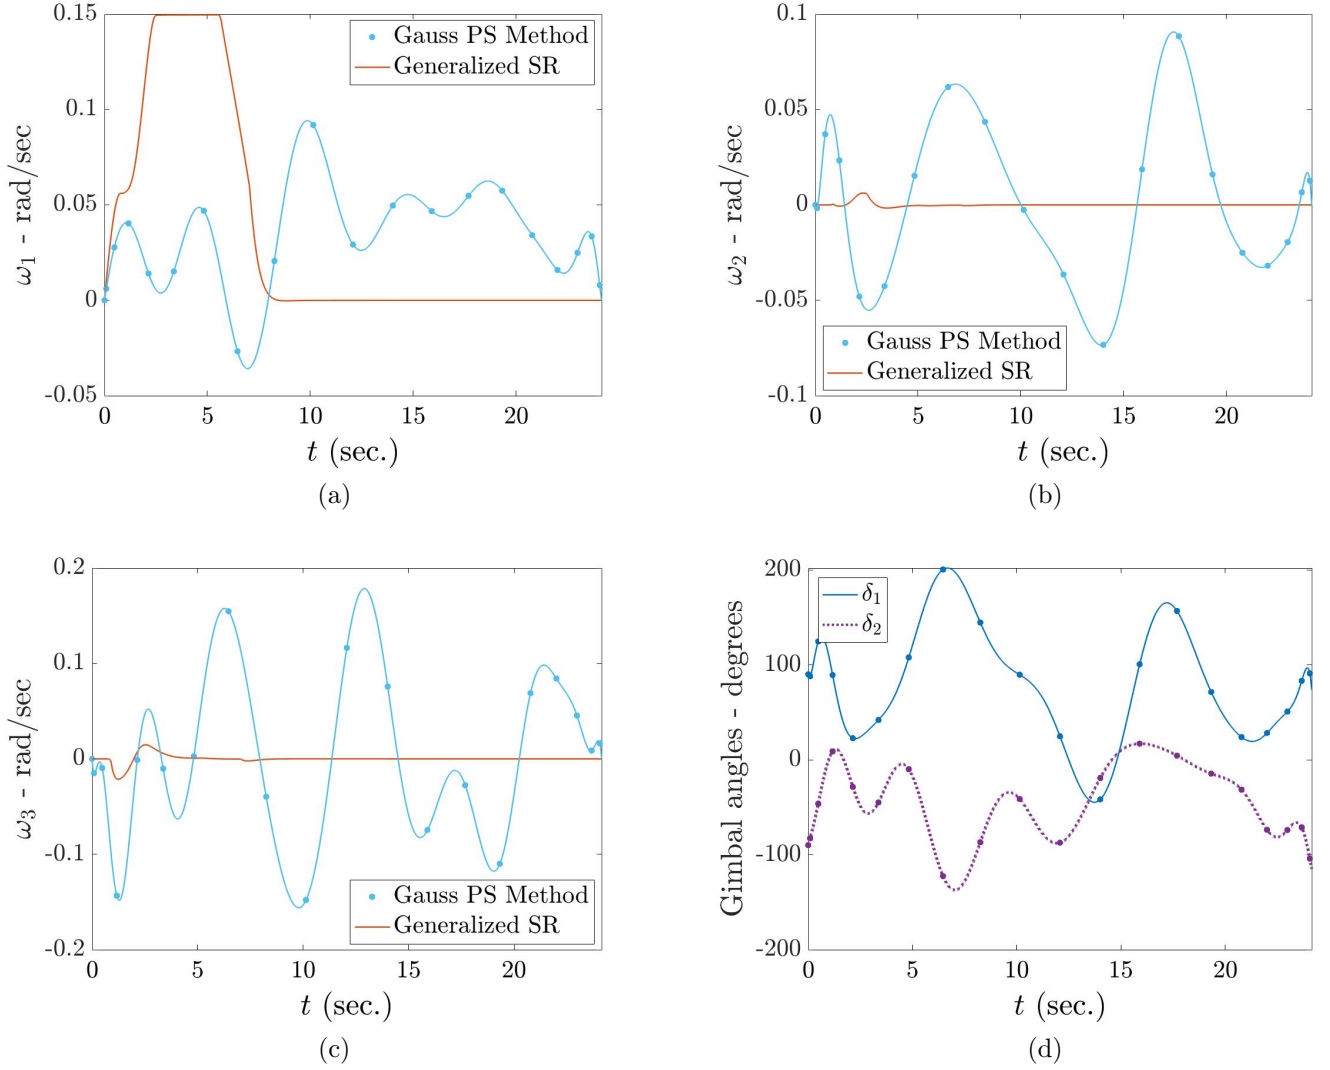 0.15
0.1
0.05
0
-0.05
0
5
10
15
20
ω1 - rad/sec
t (sec.)
Gauss PS Method
Generalized SR
(a)
0.1
0.05
0
-0.05
-0.1
0
5
10
15
20
ω2 - rad/sec
t (sec.)
Gauss PS Method
Generalized SR
(b)
0.2
0.1
0
-0.1
-0.2
0
5
10
15
20
ω3 - rad/sec
t (sec.)
Gauss PS Method
Generalized SR
(c)
200
100
0
-100
-200
0
5
10
15
20
Gimbal angles - degrees
t (sec.)
δ1
δ2
(d)